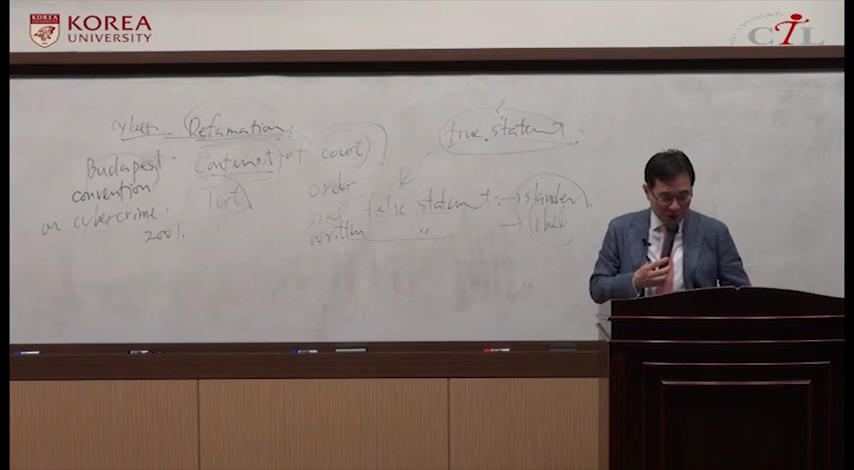 KOREA
UNIVERSITY
CTL
?
cyber Defamation.
true statement.
Budapest. Contempt of court ?
convention
on cybercrime.
2001.
Tort
order
oral false statement. → slander
written " → libel